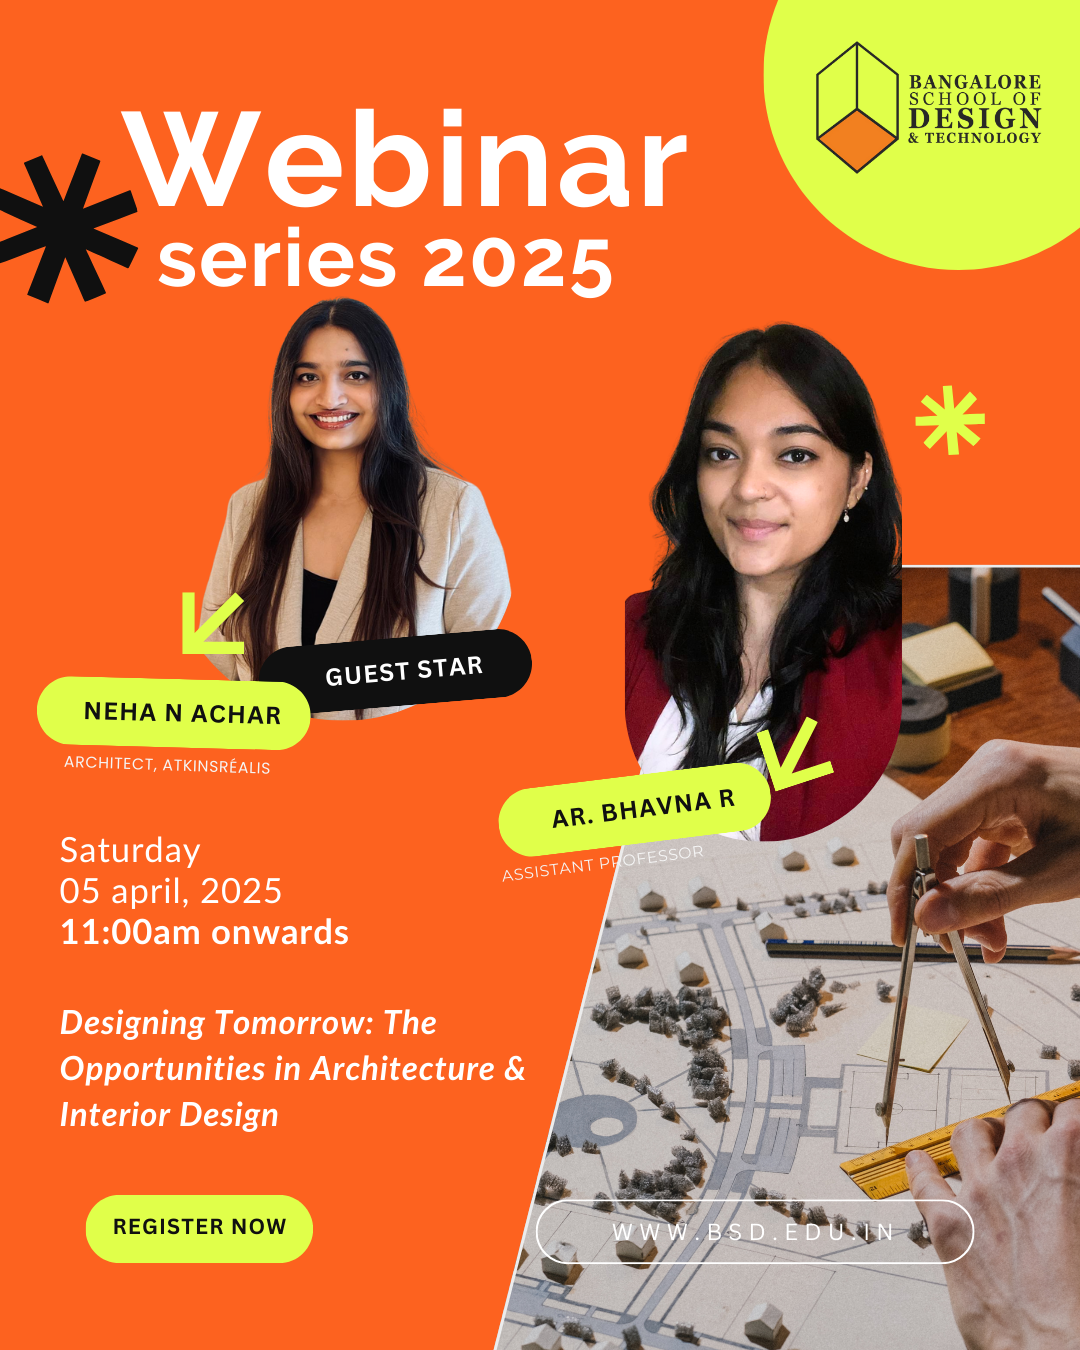 BANGALORE
SCHOOL OF
DESIGN
& TECHNOLOGY
Webinar
series 2025
GUEST STAR
NEHA N ACHAR
ARCHITECT, ATKINSRÉALIS
AR. BHAVNA R
ASSISTANT PROFESSOR
Saturday
05 april, 2025
11:00am onwards
Designing Tomorrow: The
Opportunities in Architecture &
Interior Design
REGISTER NOW
WWW.BSD.EDU.IN